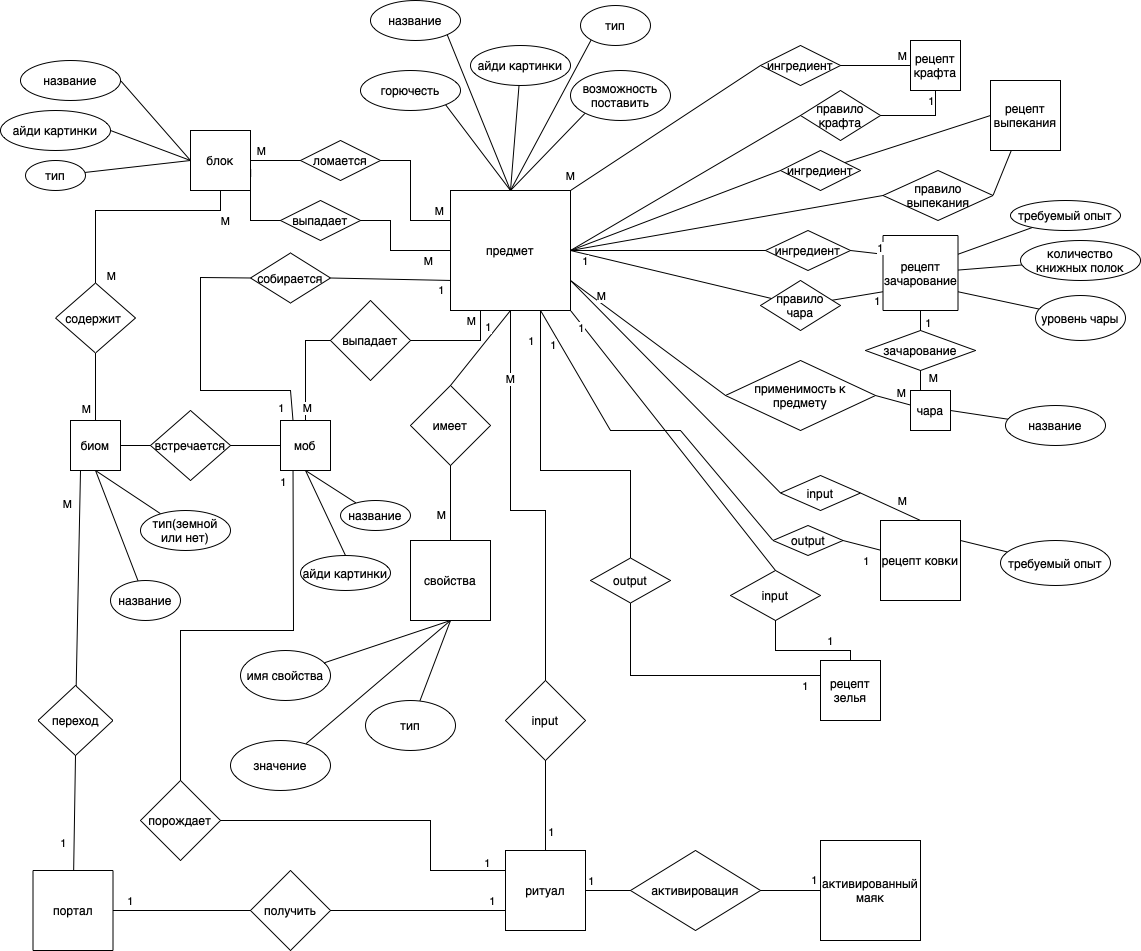 название
тип
айди картинки
горючесть
возможность
поставить
ингредиент
M
рецепт
крафта
1
правило
крафта
рецепт
выпекания
название
айди картинки
тип
блок
M
ломается
M
M
выпадает
M
предмет
M
1
ингредиент
правило
выпекания
ингредиент
1
рецепт
зачарование
правило
чара
1
требуемый опыт
количество
книжных полок
уровень чары
1
зачарование
M
чара
название
применимость к
предмету
M
M
собирается
1
1
M
содержит
M
выпадает
M
M
1
имеет
M
M
1
1
1
биом
встречается
моб
1
M
название
айди картинки
тип(земной
или нет)
название
свойства
имя свойства
значение
тип
input
M
output
1
рецепт ковки
требуемый опыт
output
input
1
1
рецепт
зелья
переход
1
порождает
1
input
1
портал
1
получить
1
ритуал
1
активировация
1
активированный
маяк